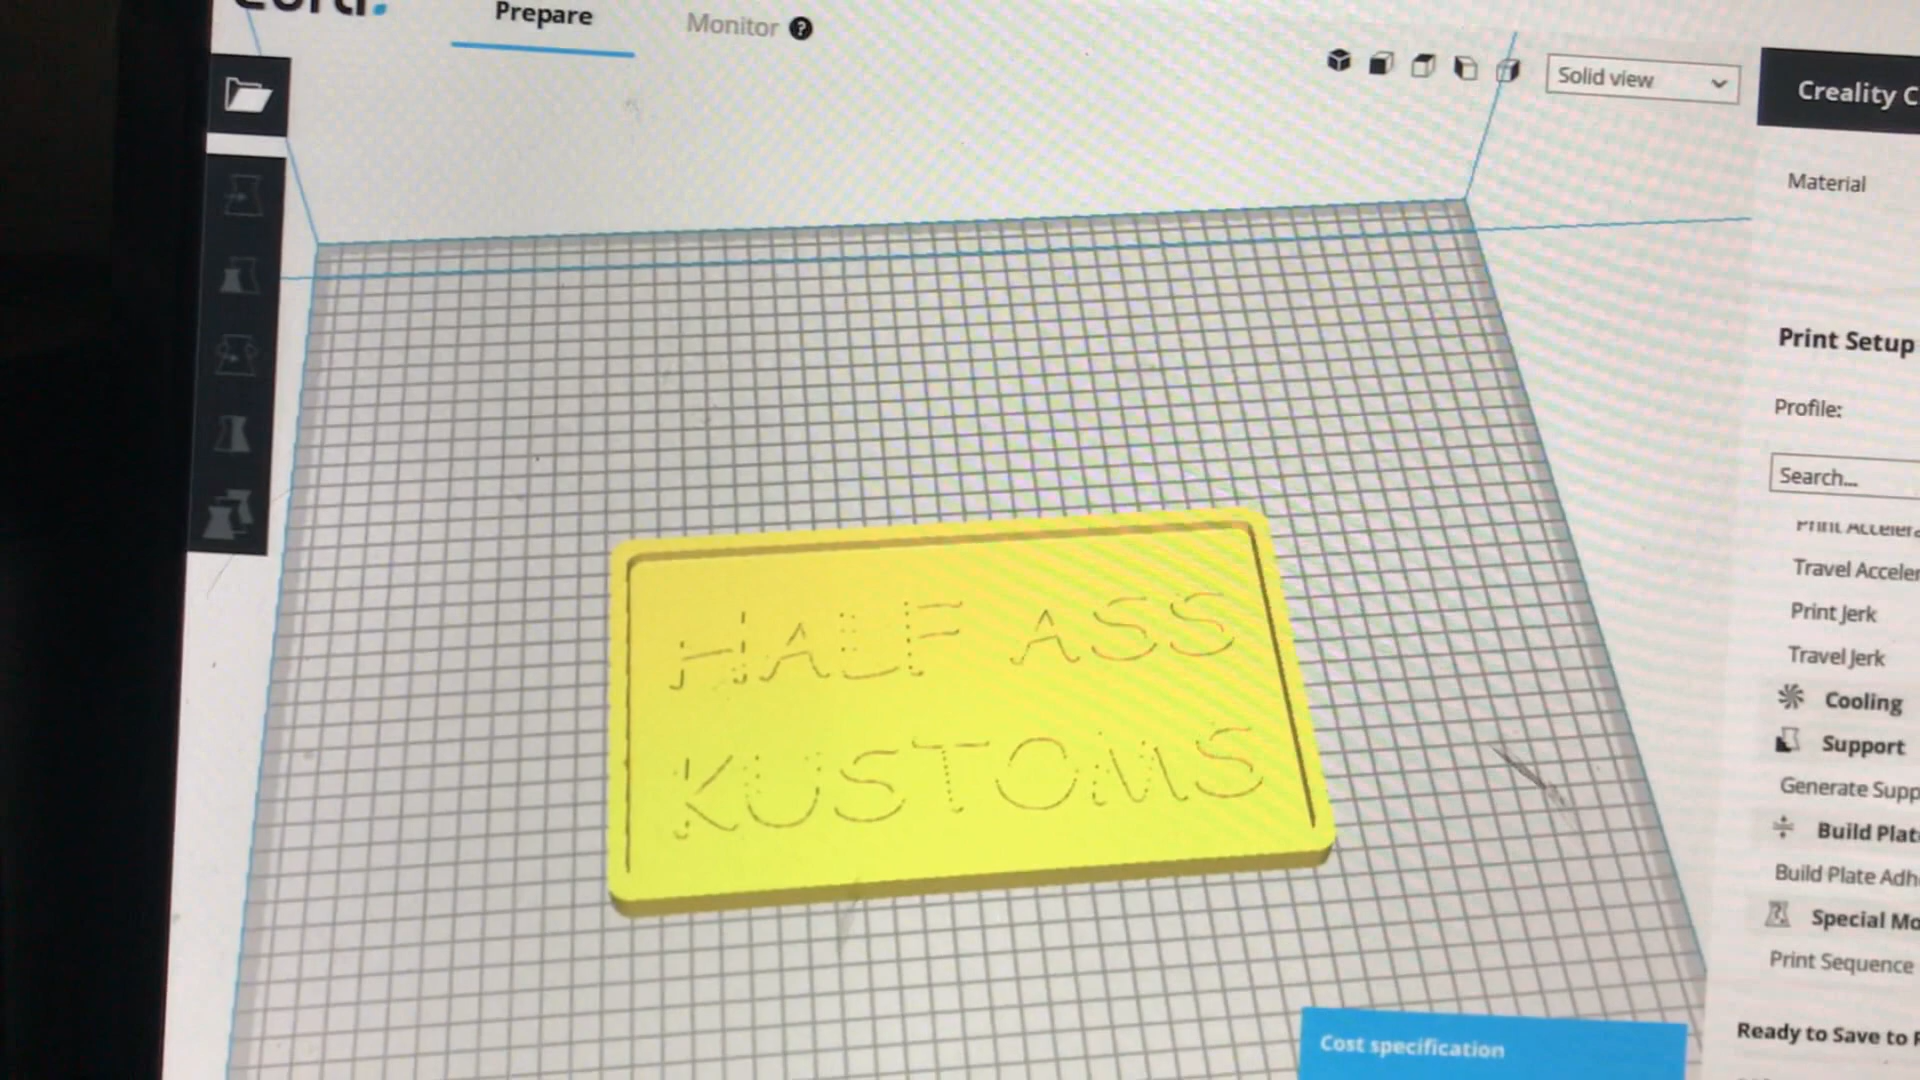 Prepare
Monitor ?
Solid view
Creality C
Material
Print Setup
Profile:
Search...
Travel Acceler
Print Jerk
Travel Jerk
Cooling
Support
Generate Supp
Build Plat
Build Plate Adh
Special Mo
Print Sequence
Ready to Save to F
HALF ASS
KUSTOMS
Cost specification